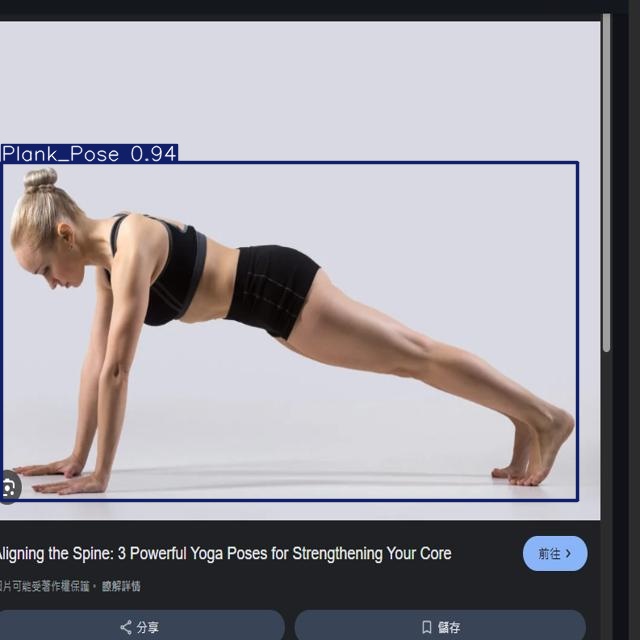 Plank_Pose 0.94
Aligning the Spine: 3 Powerful Yoga Poses for Strengthening Your Core
前往
片可能受著作權保護。瞭解詳情
分享
儲存